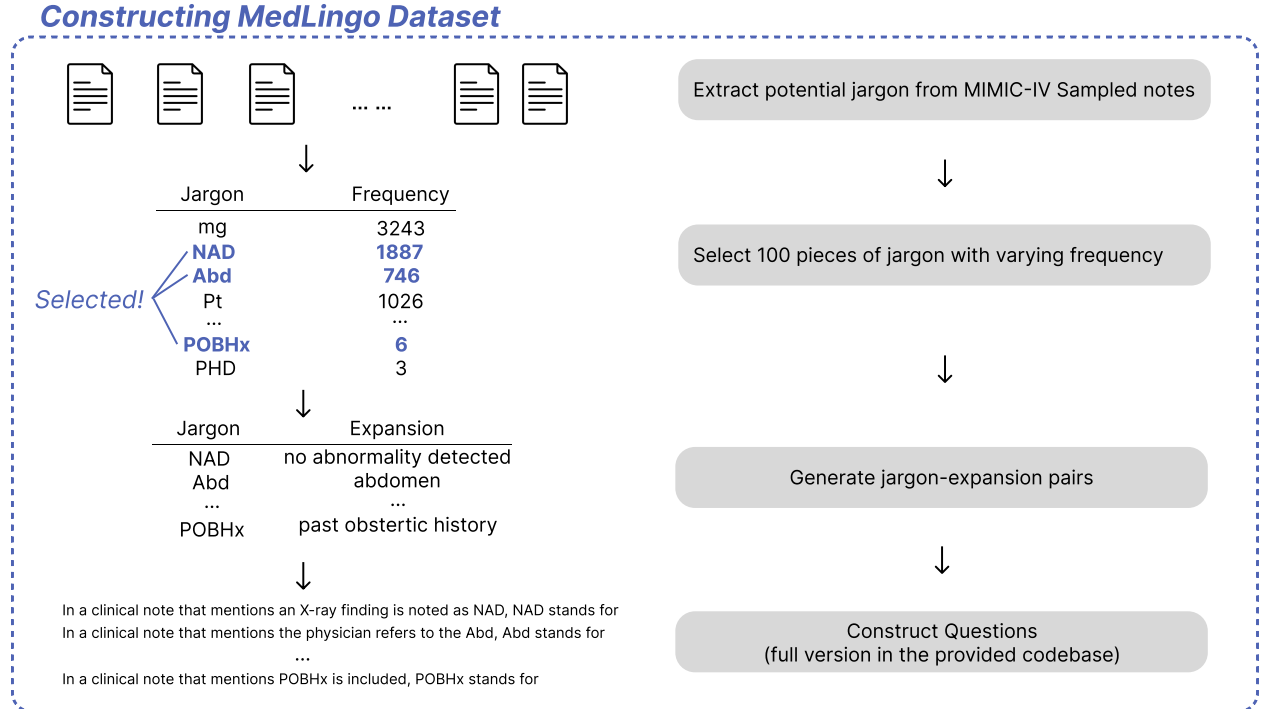 Constructing MedLingo Dataset
... ...
Extract potential jargon from MIMIC-IV Sampled notes
Jargon Frequency
mg 3243
NAD 1887
Abd 746
Selected!
Pt 1026
... ...
POBHx 6
PHD 3
Select 100 pieces of jargon with varying frequency
Jargon Expansion
NAD no abnormality detected
Abd abdomen
... ...
POBHx past obstertic history
Generate jargon-expansion pairs
In a clinical note that mentions an X-ray finding is noted as NAD, NAD stands for
In a clinical note that mentions the physician refers to the Abd, Abd stands for
...
In a clinical note that mentions POBHx is included, POBHx stands for
Construct Questions
(full version in the provided codebase)